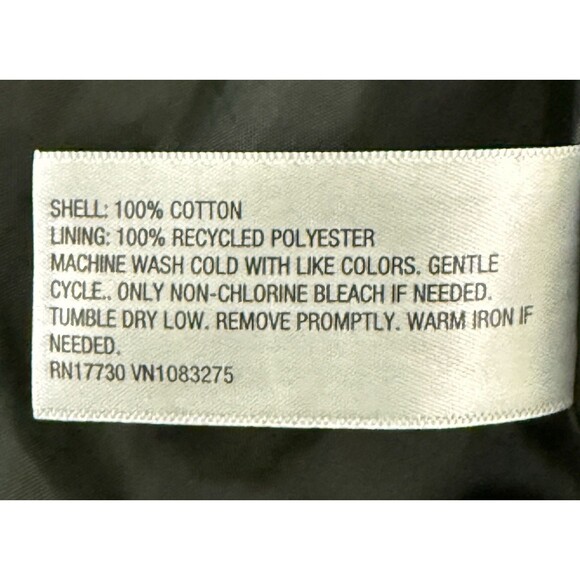 SHELL: 100% COTTON
LINING: 100% RECYCLED POLYESTER
MACHINE WASH COLD WITH LIKE COLORS. GENTLE
CYCLE.. ONLY NON-CHLORINE BLEACH IF NEEDED.
TUMBLE DRY LOW. REMOVE PROMPTLY. WARM IRON IF
NEEDED.
RN17730 VN1083275